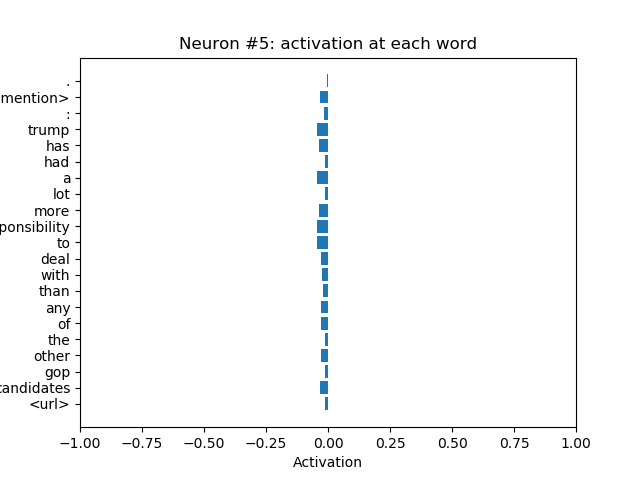 Neuron #5: activation at each word
.
mention>
:
trump
has
had
a
lot
more
ponsibility
to
deal
with
than
any
of
the
other
gop
candidates
<url>
−1.00 −0.75 −0.50 −0.25 0.00 0.25 0.50 0.75 1.00
Activation